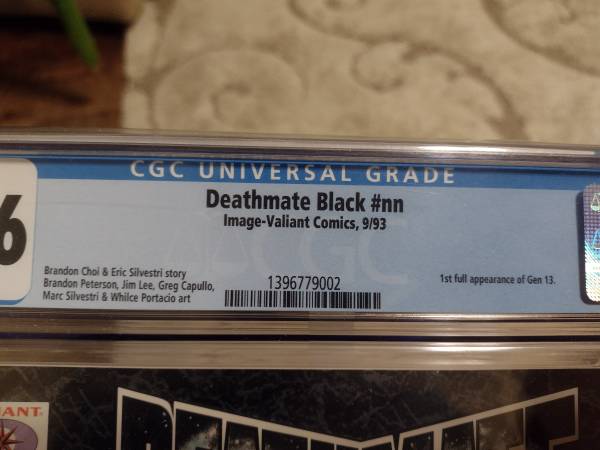 CGC UNIVERSAL GRADE
Deathmate Black #nn
Image-Valiant Comics, 9/93
6
Brandon Choi & Eric Silvestri story
Brandon Peterson, Jim Lee, Greg Capullo,
Marc Silvestri & Whilce Portacio art
1396779002
1st full appearance of Gen 13.
IANT